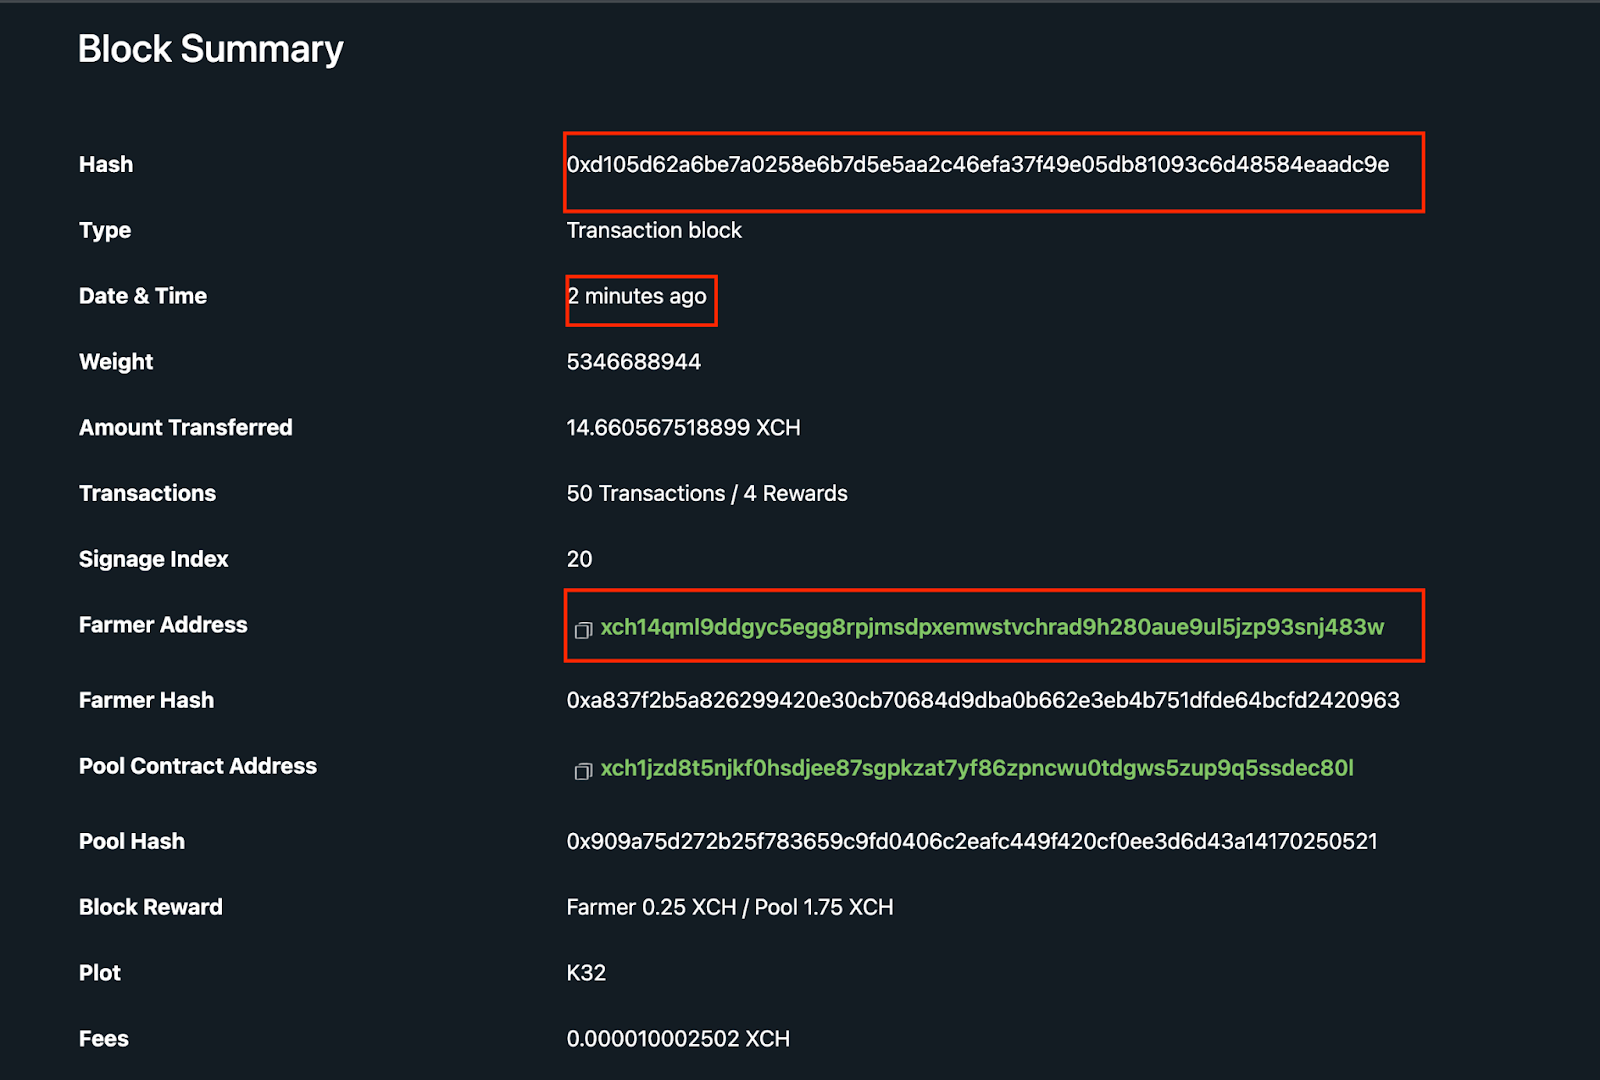 Block Summary
Hash 0xd105d62a6be7a0258e6b7d5e5aa2c46efa37f49e05db81093c6d48584eaadc9e
Type Transaction block
Date & Time 2 minutes ago
Weight 5346688944
Amount Transferred 14.660567518899 XCH
Transactions 50 Transactions / 4 Rewards
Signage Index 20
Farmer Address xch14qml9ddgyc5egg8rpjmsdpxemwstvchrad9h280aue9ul5jzp93snj483w
Farmer Hash 0xa837f2b5a826299420e30cb70684d9dba0b662e3eb4b751dfde64bcfd2420963
Pool Contract Address xch1jzd8t5njkf0hsdjee87sgpkzat7yf86zpncwu0tdgws5zup9q5ssdec80l
Pool Hash 0x909a75d272b25f783659c9fd0406c2eafc449f420cf0ee3d6d43a14170250521
Block Reward Farmer 0.25 XCH / Pool 1.75 XCH
Plot K32
Fees 0.000010002502 XCH